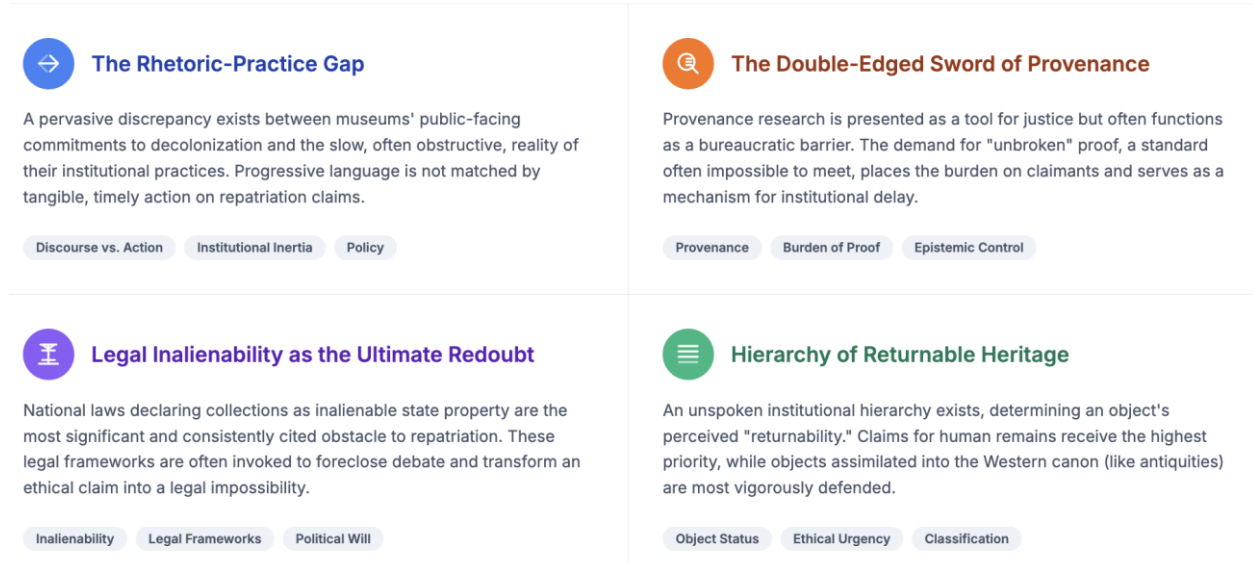 The Rhetoric-Practice Gap
A pervasive discrepancy exists between museums' public-facing
commitments to decolonization and the slow, often obstructive, reality of
their institutional practices. Progressive language is not matched by
tangible, timely action on repatriation claims.
Discourse vs. Action
Institutional Inertia
Policy
The Double-Edged Sword of Provenance
Provenance research is presented as a tool for justice but often functions
as a bureaucratic barrier. The demand for "unbroken" proof, a standard
often impossible to meet, places the burden on claimants and serves as a
mechanism for institutional delay.
Provenance
Burden of Proof
Epistemic Control
Legal Inalienability as the Ultimate Redoubt
National laws declaring collections as inalienable state property are the
most significant and consistently cited obstacle to repatriation. These
legal frameworks are often invoked to foreclose debate and transform an
ethical claim into a legal impossibility.
Inalienability
Legal Frameworks
Political Will
Hierarchy of Returnable Heritage
An unspoken institutional hierarchy exists, determining an object's
perceived "returnability." Claims for human remains receive the highest
priority, while objects assimilated into the Western canon (like antiquities)
are most vigorously defended.
Object Status
Ethical Urgency
Classification